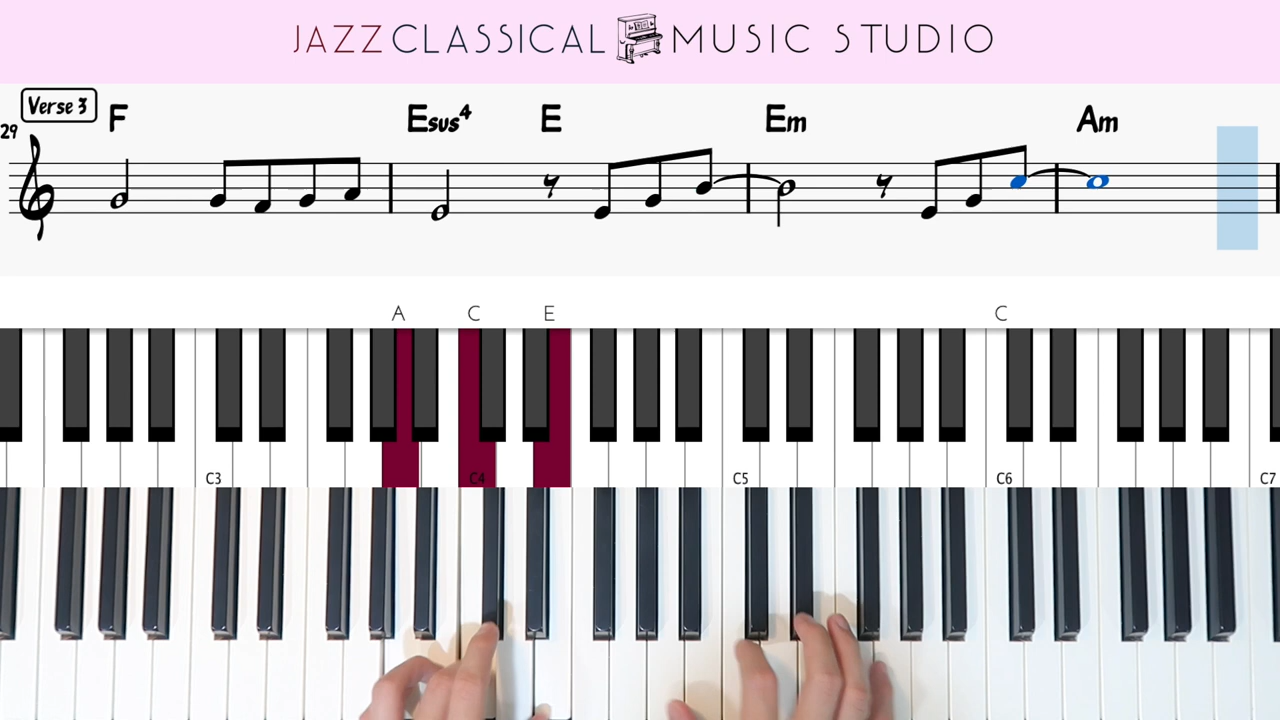 JAZZCLASSICAL MUSIC STUDIO
Verse 3
F Esus4 E Em Am
29
A C E C
C3 C4 C5 C6 C7